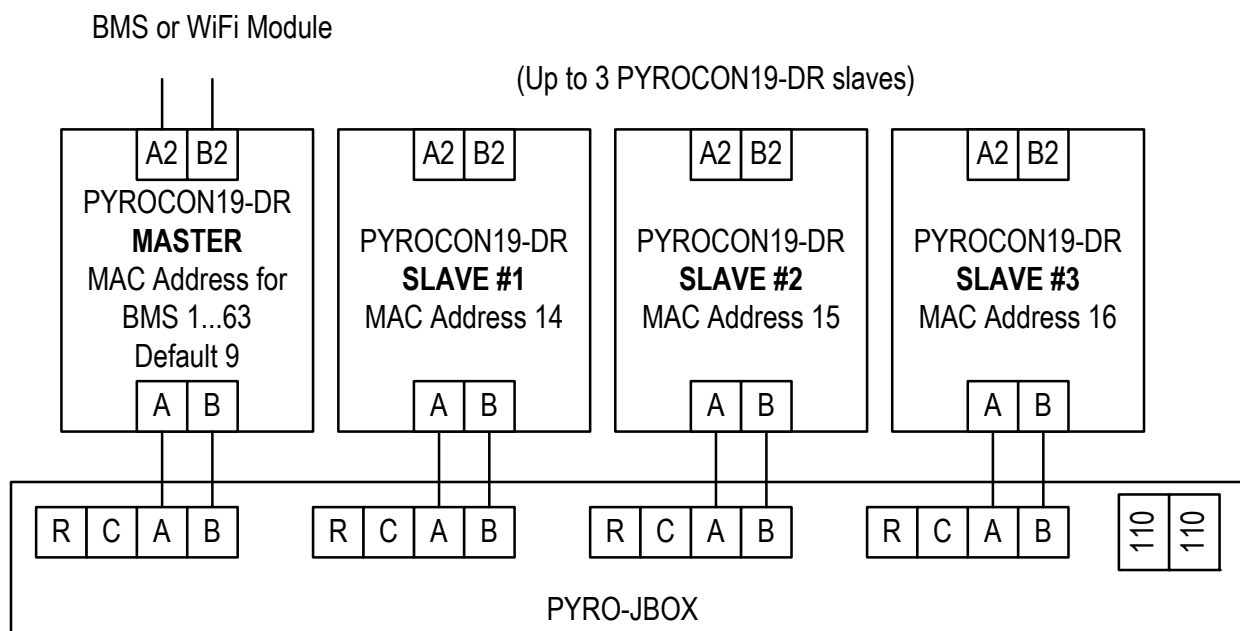 BMS or WiFi Module
(Up to 3 PYROCON19-DR slaves)
A2 B2
PYROCON19-DR
MASTER
MAC Address for
BMS 1...63
Default 9
A B
A2 B2
PYROCON19-DR
SLAVE #1
MAC Address 14
A B
A2 B2
PYROCON19-DR
SLAVE #2
MAC Address 15
A B
A2 B2
PYROCON19-DR
SLAVE #3
MAC Address 16
A B
R C A B
R C A B
R C A B
R C A B
110
110
PYRO-JBOX